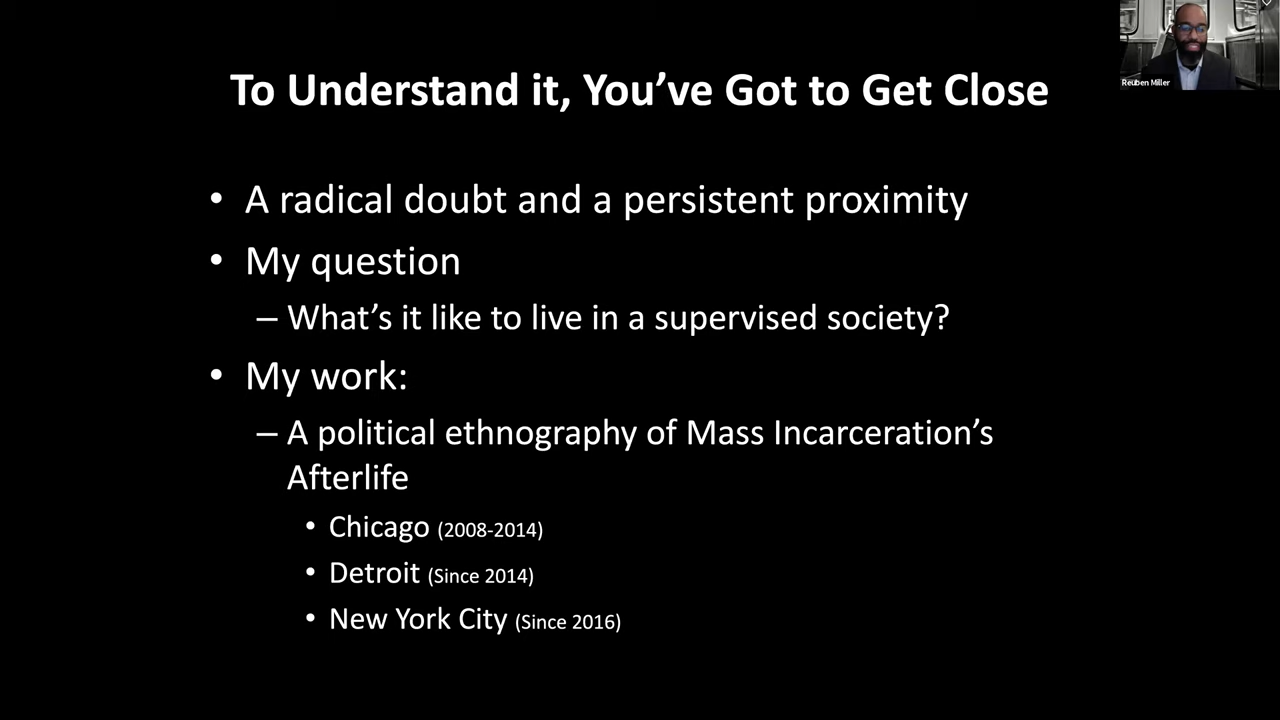 To Understand it, You’ve Got to Get Close
Reuben Miller
• A radical doubt and a persistent proximity
• My question
– What’s it like to live in a supervised society?
• My work:
– A political ethnography of Mass Incarceration’s
Afterlife
• Chicago (2008-2014)
• Detroit (Since 2014)
• New York City (Since 2016)